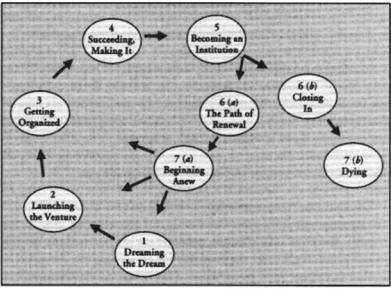 4
Succeeding,
Making It
5
Becoming an
Institution
3
Getting
Organized
6 (a)
The Path of
Renewal
6 (b)
Closing
In
7 (a)
Beginning
Anew
7 (b)
Dying
2
Launching
the Venture
1
Dreaming
the Dream